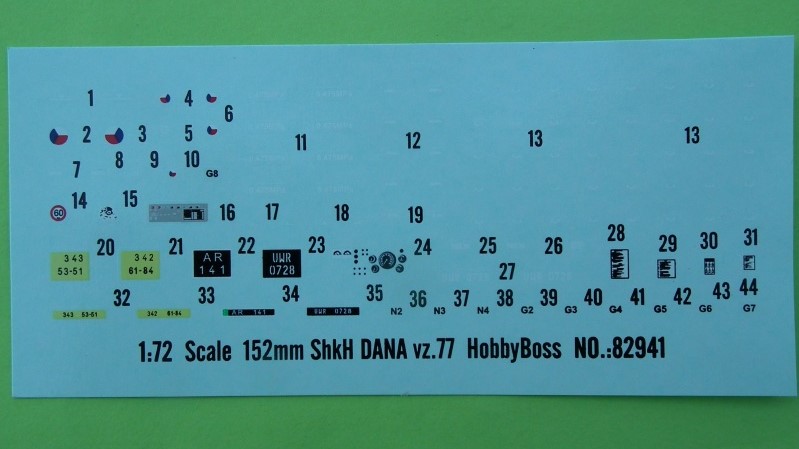 1 4 6
2 3 5 11 12 13 13
7 8 9 10 G8
14 15 16 17 18 19
60
20 21 22 23 24 25 26 27 28 29 30 31
343 342 AR UWR
53-51 61-84 141 0728
32 33 34 35 36 37 38 39 40 41 42 43 44
343 53-51 342 61-84 AR 141 UWR 0728 N2 N3 N4 G2 G3 G4 G5 G6 G7
1:72 Scale 152mm ShkH DANA vz.77 HobbyBoss NO.:82941